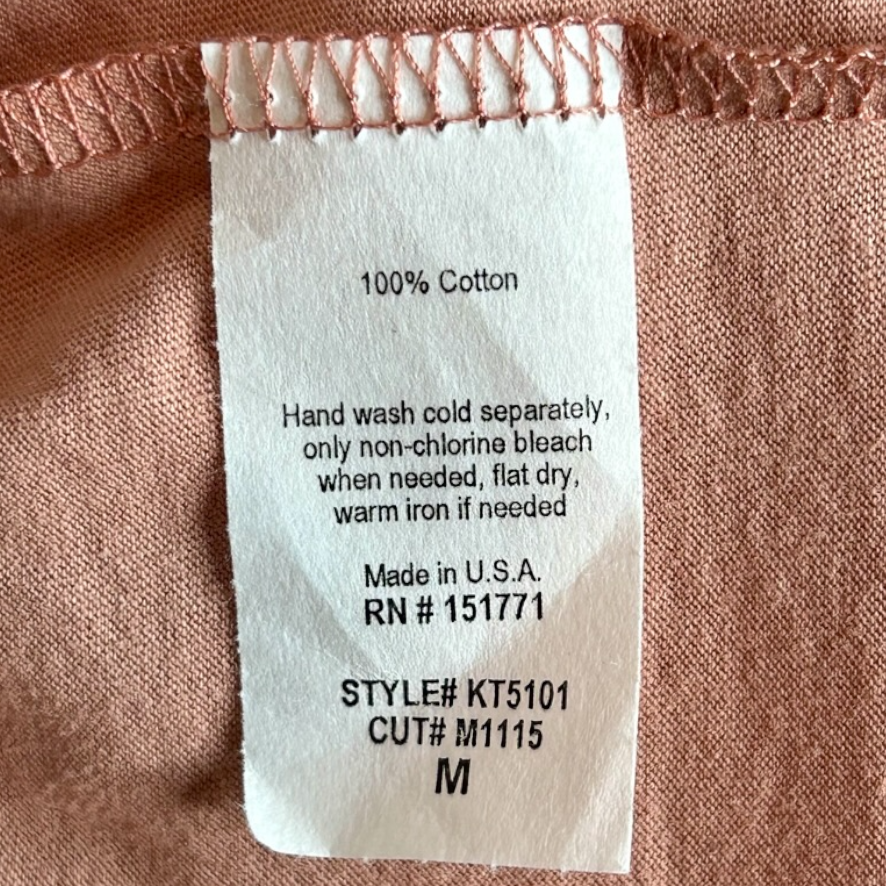 100% Cotton
Hand wash cold separately,
only non-chlorine bleach
when needed, flat dry,
warm iron if needed
Made in U.S.A.
RN # 151771
STYLE# KT5101
CUT# M1115
M